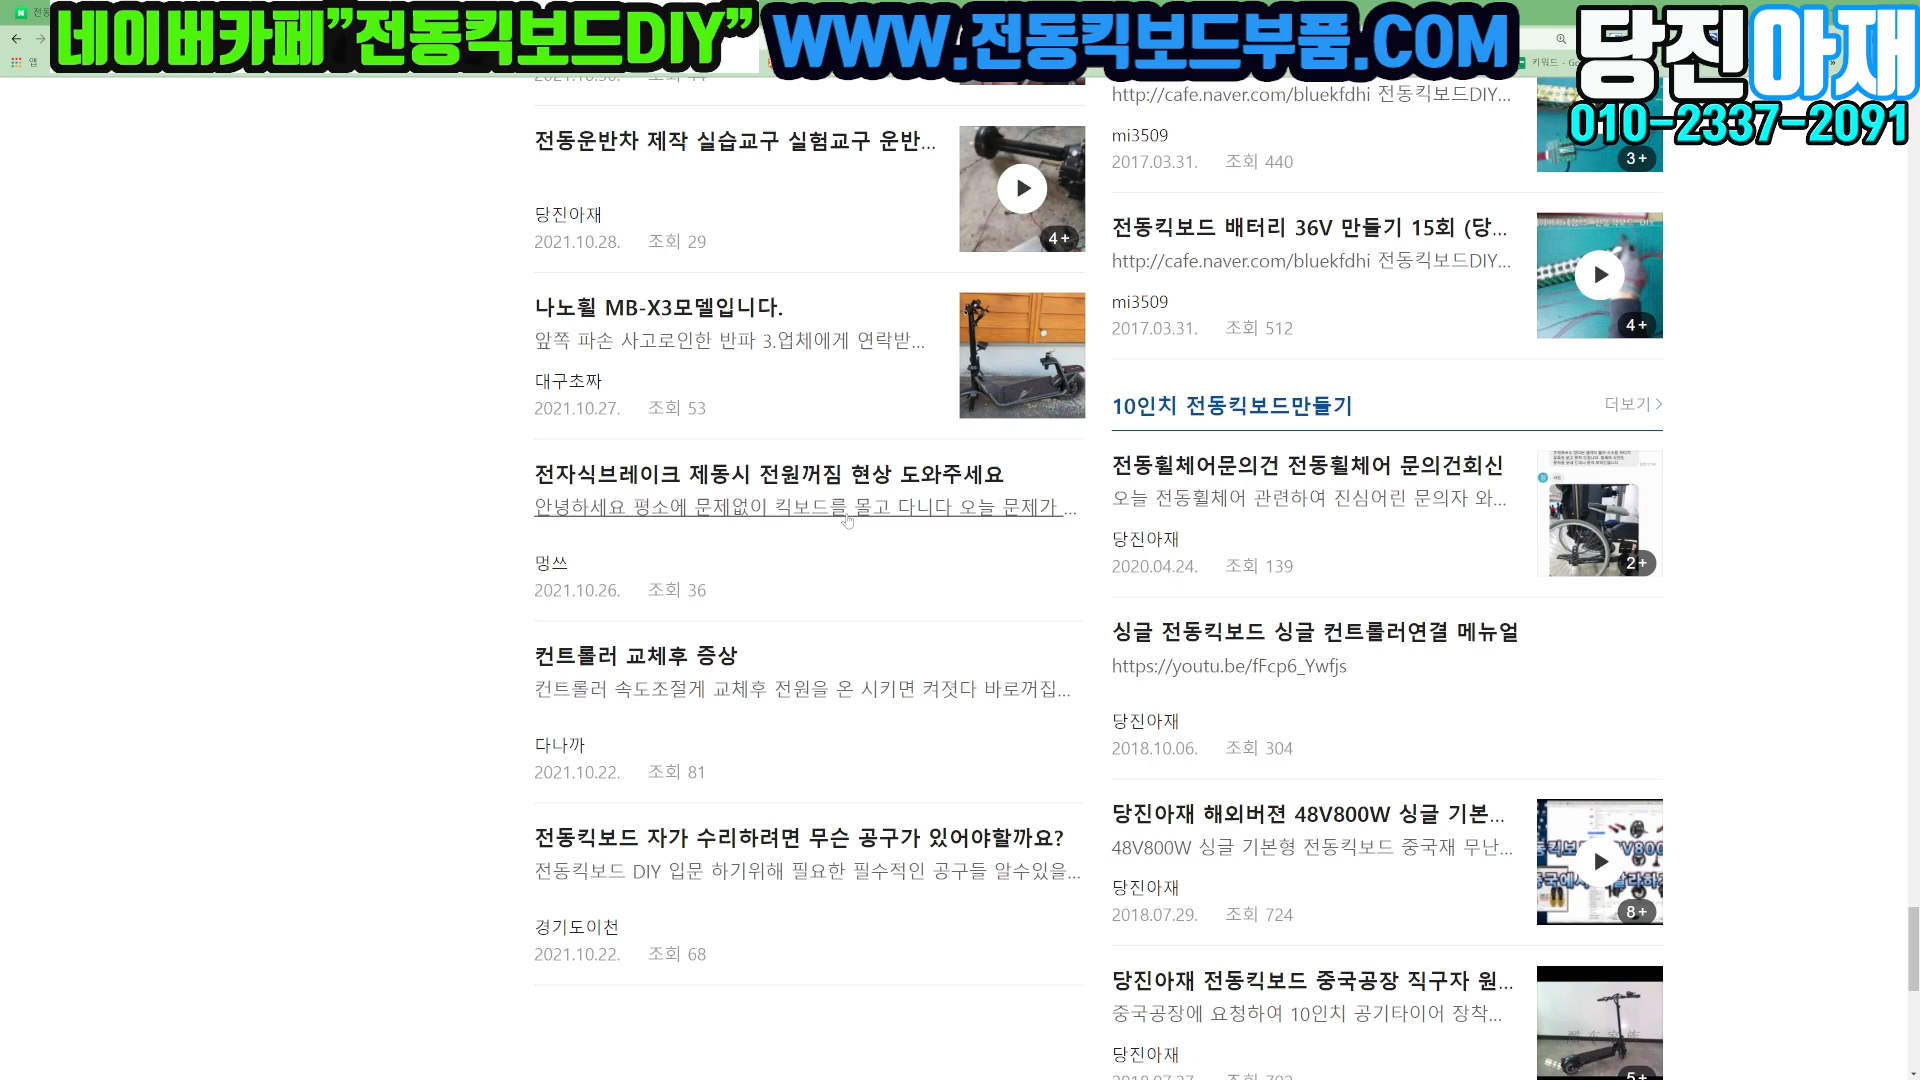 네이버카페"전동킥보드DIY" WWW.전동킥보드부품.COM
당진아재
010-2337-2091
전동운반차 제작 실습교구 실험교구 운반...
당진아재
2021.10.28. 조회 29
4+
나노휠 MB-X3모델입니다.
앞쪽 파손 사고로인한 반파 3.업체에게 연락받...
대구초짜
2021.10.27. 조회 53
전자식브레이크 제동시 전원꺼짐 현상 도와주세요
안녕하세요 평소에 문제없이 킥보드를 몰고 다니다 오늘 문제가 ...
멍쓰
2021.10.26. 조회 36
컨트롤러 교체후 증상
컨트롤러 속도조절게 교체후 전원을 온 시키면 켜젓다 바로꺼집...
다나까
2021.10.22. 조회 81
전동킥보드 자가 수리하려면 무슨 공구가 있어야할까요?
전동킥보드 DIY 입문 하기위해 필요한 필수적인 공구들 알수있을...
경기도이천
2021.10.22. 조회 68
http://cafe.naver.com/bluekfdhi 전동킥보드DIY...
mi3509
2017.03.31. 조회 440
3+
전동킥보드 배터리 36V 만들기 15회 (당...
http://cafe.naver.com/bluekfdhi 전동킥보드DIY...
mi3509
2017.03.31. 조회 512
4+
10인치 전동킥보드만들기
더보기
전동휠체어문의건 전동휠체어 문의건회신
오늘 전동휠체어 관련하여 진심어린 문의자 와...
당진아재
2020.04.24. 조회 139
2+
싱글 전동킥보드 싱글 컨트롤러연결 메뉴얼
https://youtu.be/fFcp6_Ywfjs
당진아재
2018.10.06. 조회 304
당진아재 해외버젼 48V800W 싱글 기본...
48V800W 싱글 기본형 전동킥보드 중국재 무난...
당진아재
2018.07.29. 조회 724
8+
당진아재 전동킥보드 중국공장 직구자 원...
중국공장에 요청하여 10인치 공기타이어 장착...
당진아재
5+